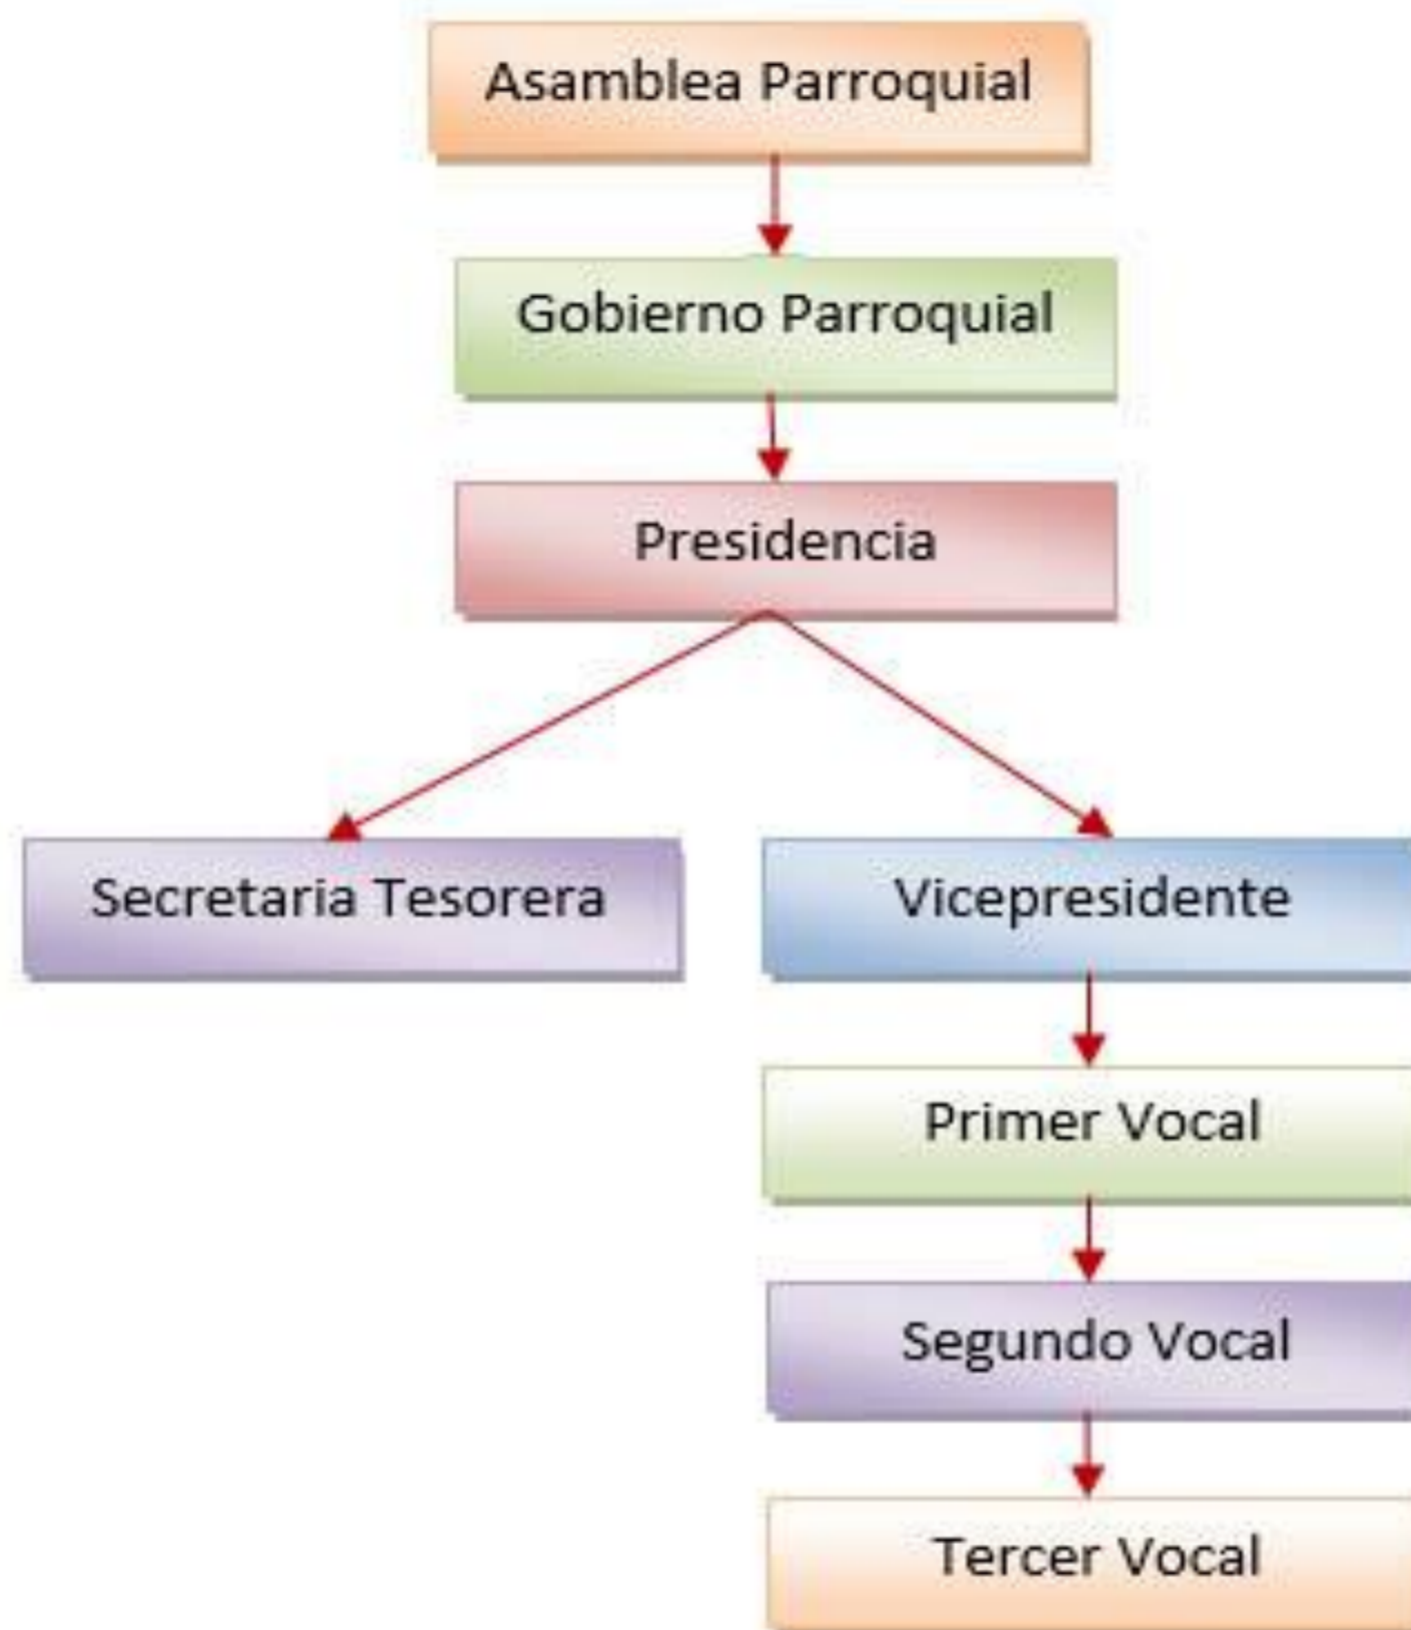 Asamblea Parroquial
Gobierno Parroquial
Presidencia
Secretaria Tesorera
Vicepresidente
Primer Vocal
Segundo Vocal
Tercer Vocal